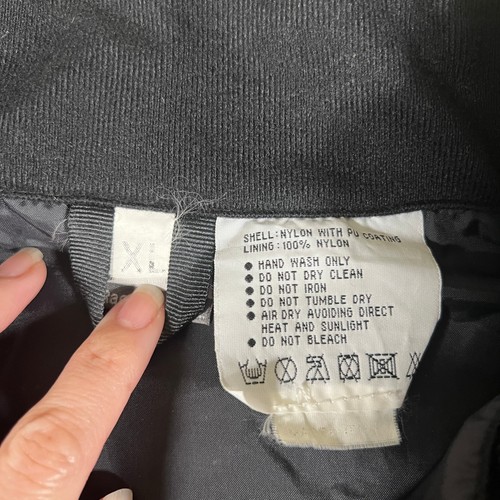 XL
SHELL:NYLON WITH PU COATING
LINING:100% NYLON
● HAND WASH ONLY
● DO NOT DRY CLEAN
● DO NOT IRON
● DO NOT TUMBLE DRY
● AIR DRY AVOIDING DIRECT
HEAT AND SUNLIGHT
● DO NOT BLEACH